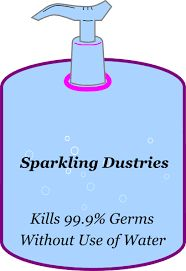 Sparkling Dustries
Kills 99.9% Germs
Without Use of Water